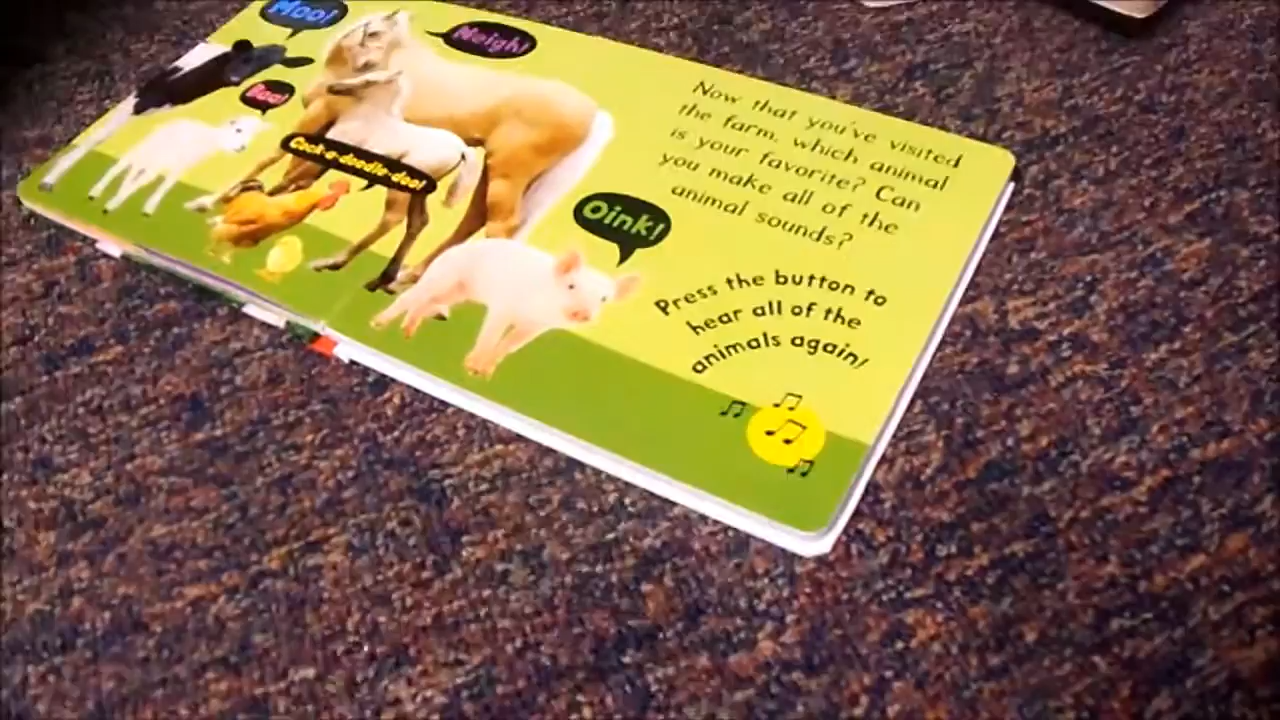 Moo!
Neigh!
Baa!
Cock-a-doodle-doo!
Oink!
Now that you've visited
the farm, which animal
is your favorite? Can
you make all of the
animal sounds?
Press the button to
hear all of the
animals again!